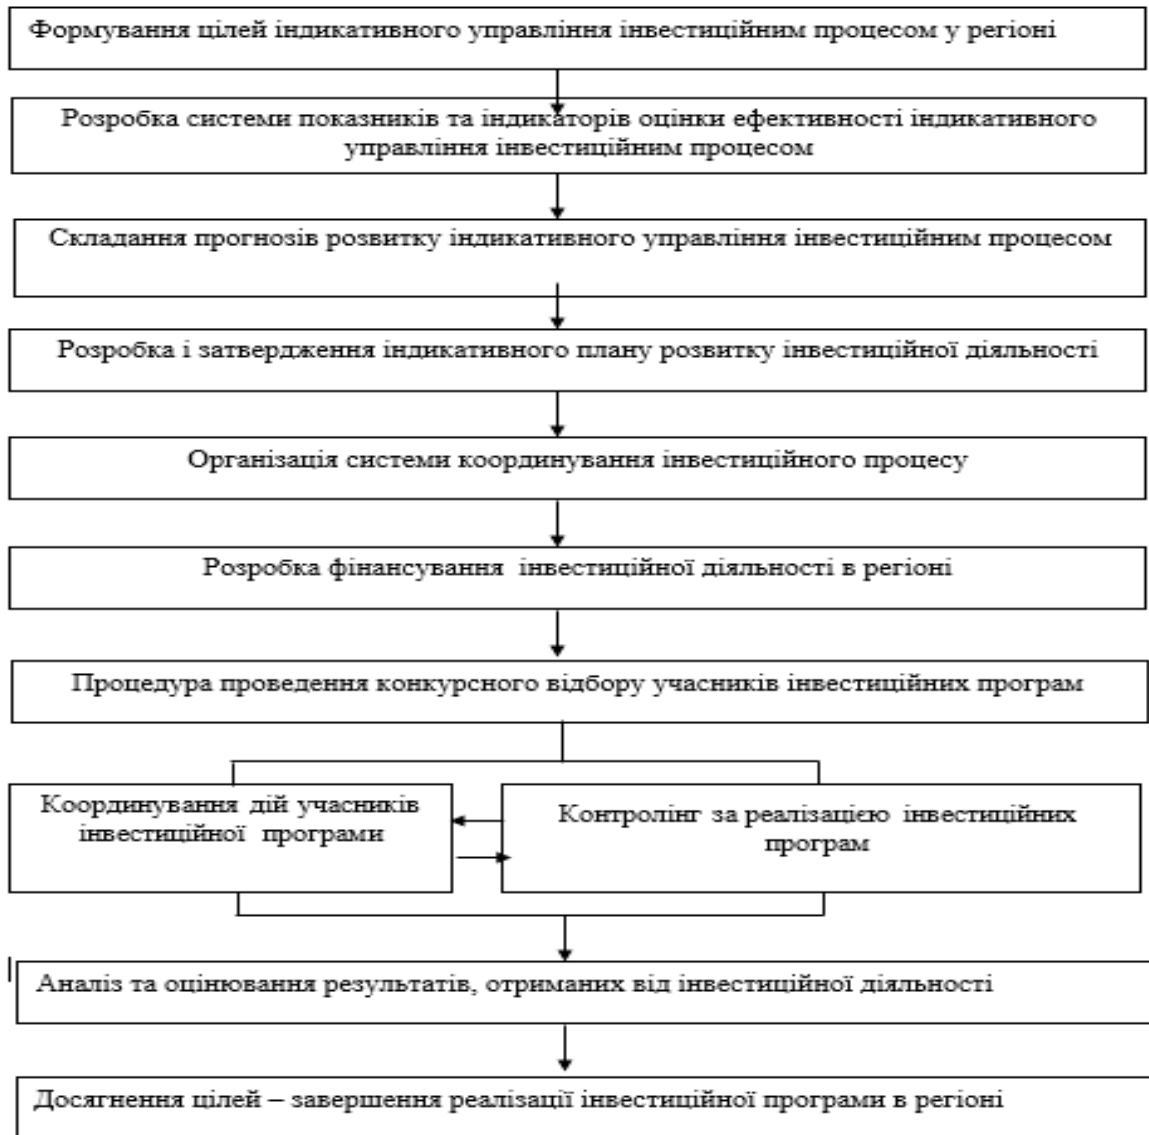 Формування цілей індикативного управління інвестиційним процесом у регіоні
Розробка системи показників та індикаторів оцінки ефективності індикативного
управління інвестиційним процесом
Складання прогнозів розвитку індикативного управління інвестиційним процесом
Розробка і затвердження індикативного плану розвитку інвестиційної діяльності
Організація системи координування інвестиційного процесу
Розробка фінансування інвестиційної діяльності в регіоні
Процедура проведення конкурсного відбору учасників інвестиційних програм
Координування дій учасників
інвестиційної програми
Контролінг за реалізацією інвестиційних
програм
Аналіз та оцінювання результатів, отриманих від інвестиційної діяльності
Досягнення цілей – завершення реалізації інвестиційної програми в регіоні